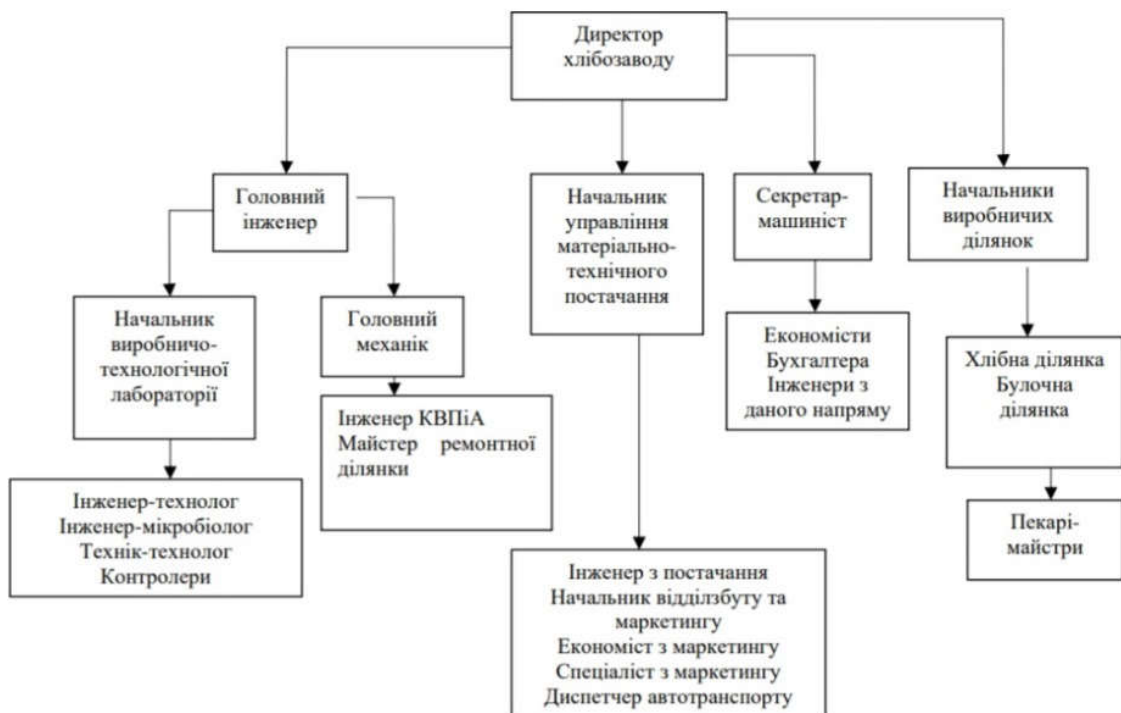 Директор
хлібозаводу
Головний
інженер
Начальник
управління
матеріально-
технічного
постачання
Секретар-
машиніст
Начальники
виробничих
ділянок
Начальник
виробничо-
технологічної
лабораторії
Головний
механік
Економісти
Бухгалтера
Інженери з
даного напряму
Хлібна ділянка
Булочна
ділянка
Інженер КВПіА
Майстер ремонтної
ділянки
Інженер-технолог
Інженер-мікробіолог
Технік-технолог
Контролери
Пекарі-
майстри
Інженер з постачання
Начальник відділзбуту та
маркетингу
Економіст з маркетингу
Спеціаліст з маркетингу
Диспетчер автотранспорту